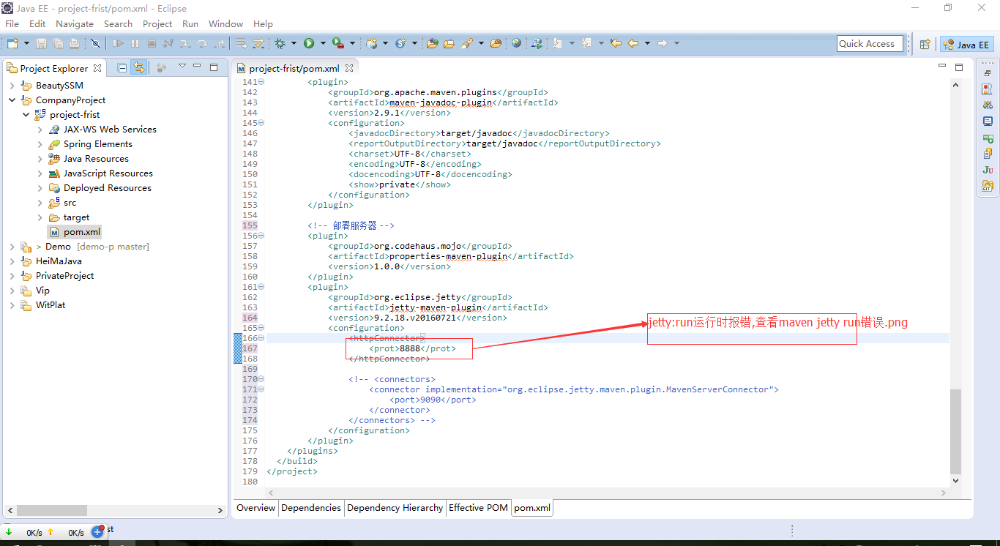 Java EE - project-frist/pom.xml - Eclipse
File Edit Navigate Search Project Run Window Help
Quick Access
Java EE
Project Explorer
BeautySSM
CompanyProject
project-frist
JAX-WS Web Services
Spring Elements
Java Resources
JavaScript Resources
Deployed Resources
src
target
pom.xml
> Demo [demo-p master]
HeiMaJava
PrivateProject
Vip
WitPlat
project-frist/pom.xml
141 <plugin>
142 <groupId>org.apache.maven.plugins</groupId>
143 <artifactId>maven-javadoc-plugin</artifactId>
144 <version>2.9.1</version>
145 <configuration>
146 <javadocDirectory>target/javadoc</javadocDirectory>
147 <reportOutputDirectory>target/javadoc</reportOutputDirectory>
148 <charset>UTF-8</charset>
149 <encoding>UTF-8</encoding>
150 <docencoding>UTF-8</docencoding>
151 <show>private</show>
152 </configuration>
153 </plugin>
154
155 <!-- 部署服务器 -->
156 <plugin>
157 <groupId>org.codehaus.mojo</groupId>
158 <artifactId>properties-maven-plugin</artifactId>
159 <version>1.0.0</version>
160 </plugin>
161 <plugin>
162 <groupId>org.eclipse.jetty</groupId>
163 <artifactId>jetty-maven-plugin</artifactId>
164 <version>9.2.18.v20160721</version>
165 <configuration>
166 <httpConnector>
167 <prot>8888</prot>
168 </httpConnector>
169
170 <!-- <connectors>
171 <connector implementation="org.eclipse.jetty.maven.plugin.MavenServerConnector">
172 <port>9090</port>
173 </connector>
174 </connectors> -->
175 </configuration>
176 </plugin>
177 </plugins>
178 </build>
179 </project>
180
jetty:run运行时报错,查看maven jetty run错误.png
Overview Dependencies Dependency Hierarchy Effective POM pom.xml
0K/s 0K/s
st